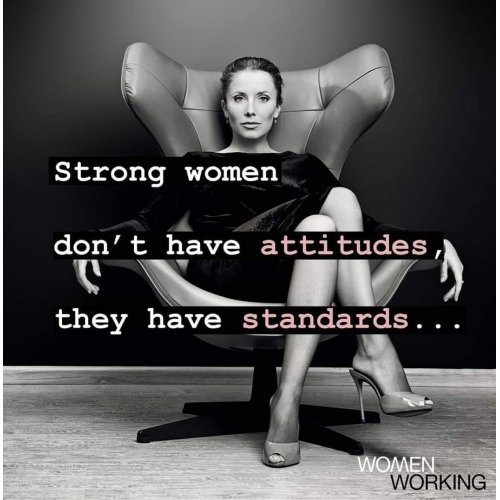 Strong women
don't have attitudes,
they have standards...
WOMEN
WORKING